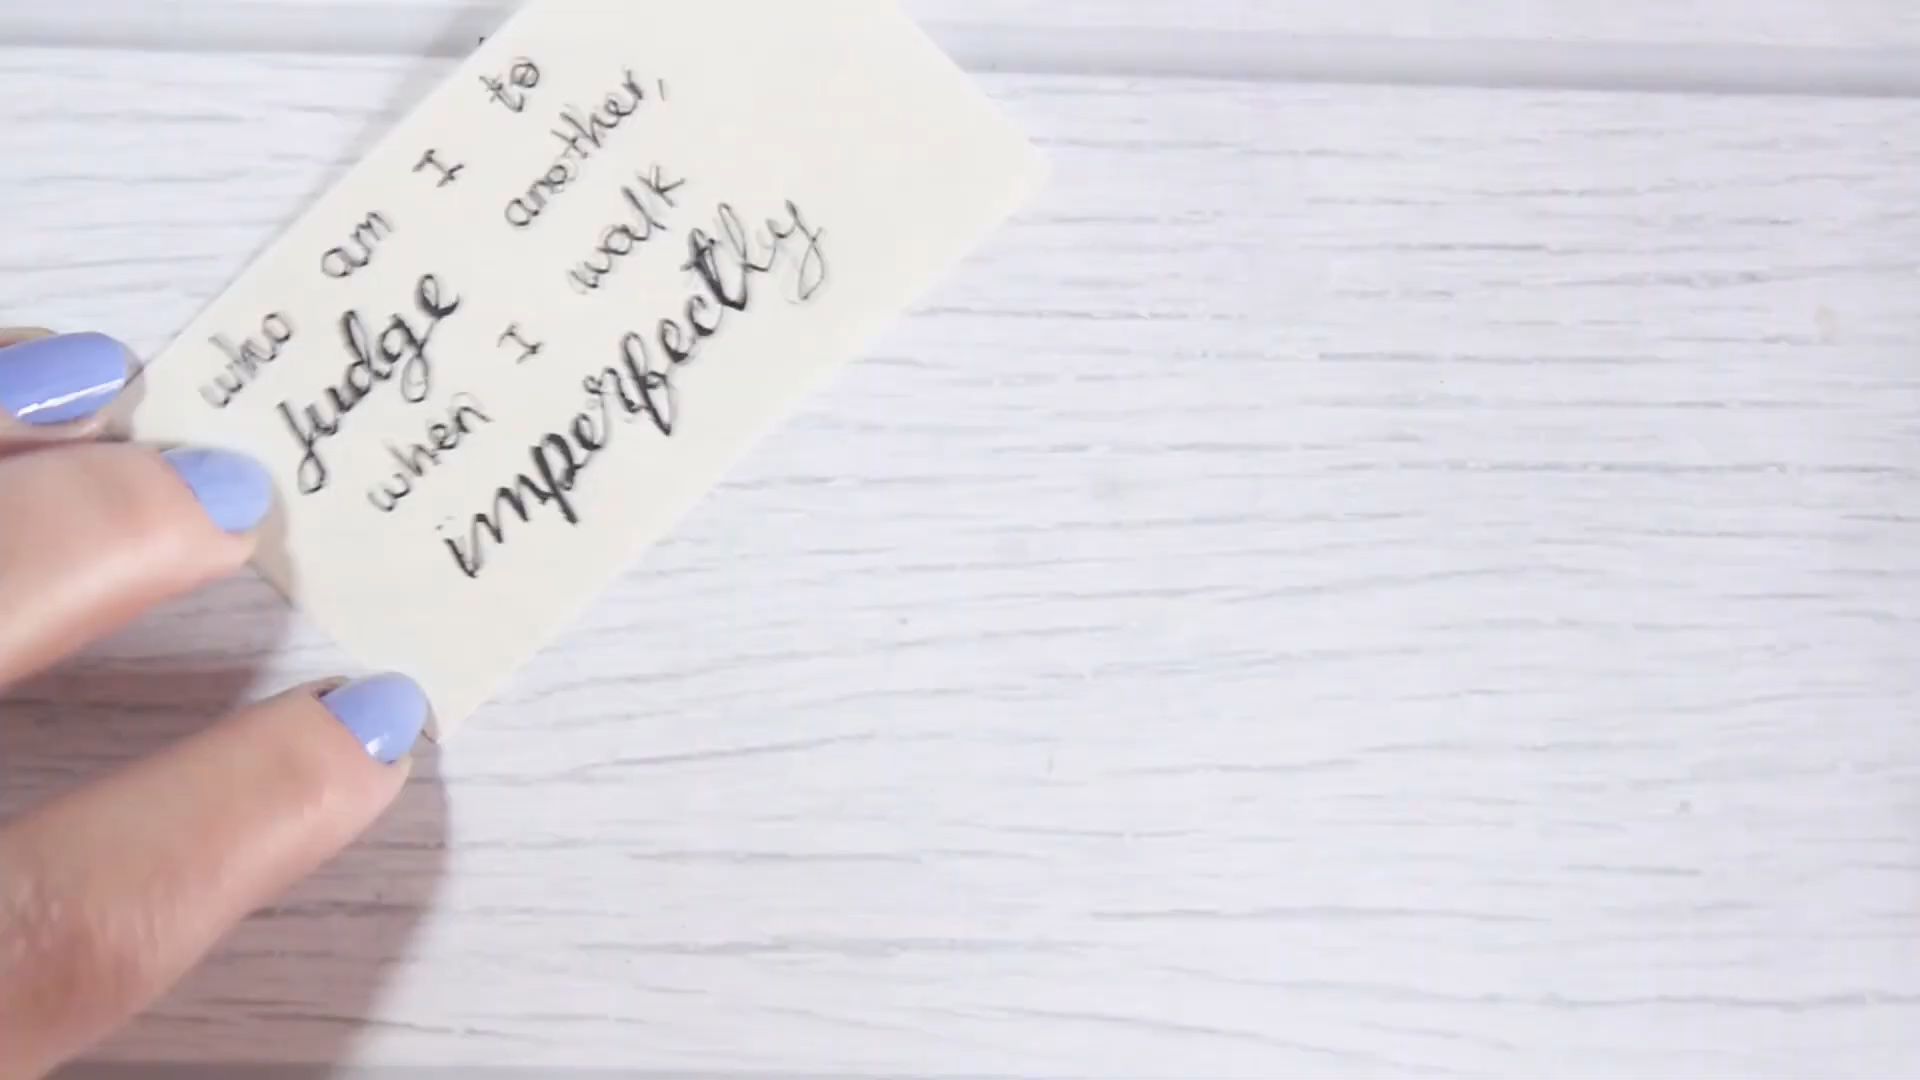 who am I to
judge another,
when I walk
imperfectly